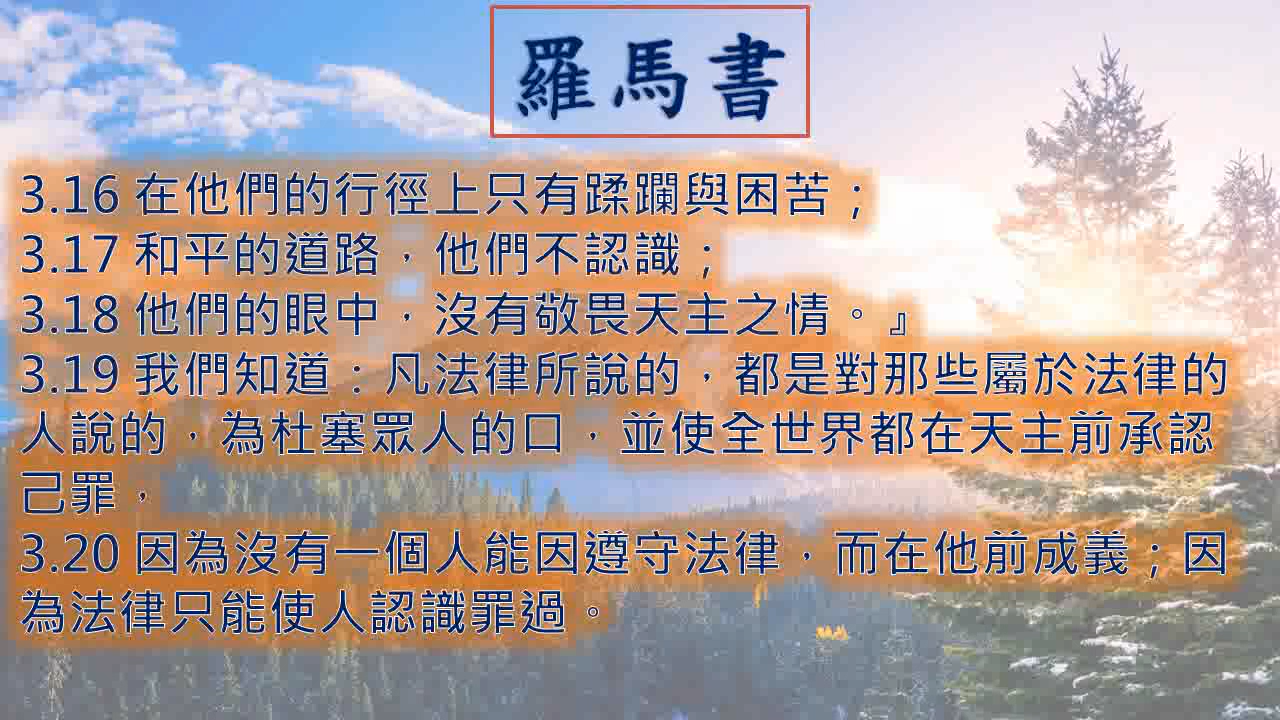 羅馬書
3.16 在他們的行徑上只有蹂躪與困苦；
3.17 和平的道路，他們不認識；
3.18 他們的眼中，沒有敬畏天主之情。』
3.19 我們知道：凡法律所說的，都是對那些屬於法律的
人說的，為杜塞眾人的口，並使全世界都在天主前承認
己罪，
3.20 因為沒有一個人能因遵守法律，而在他前成義；因
為法律只能使人認識罪過。